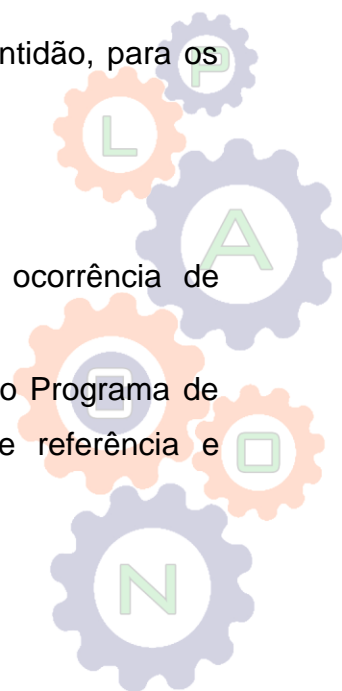 ntidão, para os
P
L
A
ocorrência de
o Programa de
e referência e
O
N